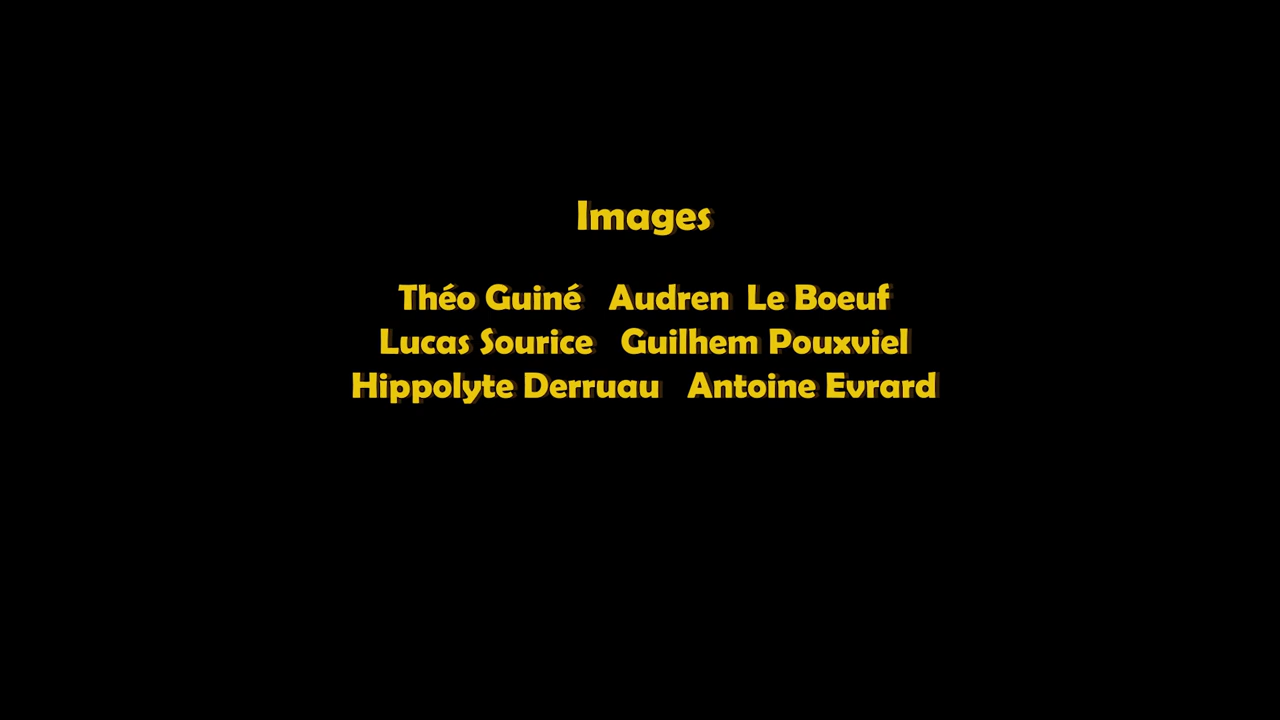 Images
Théo Guiné   Audren  Le Boeuf
Lucas Sourice   Guilhem Pouxviel
Hippolyte Derruau   Antoine Evrard